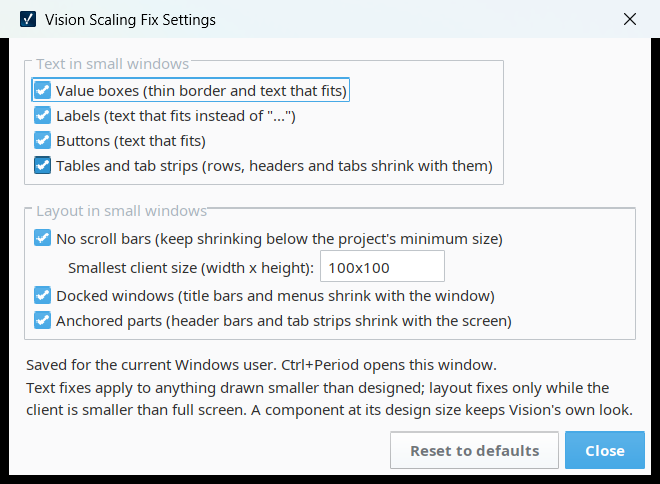 Vision Scaling Fix Settings
Text in small windows
Value boxes (thin border and text that fits)
Labels (text that fits instead of "...")
Buttons (text that fits)
Tables and tab strips (rows, headers and tabs shrink with them)
Layout in small windows
No scroll bars (keep shrinking below the project's minimum size)
Smallest client size (width x height): 100x100
Docked windows (title bars and menus shrink with the window)
Anchored parts (header bars and tab strips shrink with the screen)
Saved for the current Windows user. Ctrl+Period opens this window.
Text fixes apply to anything drawn smaller than designed; layout fixes only while the
client is smaller than full screen. A component at its design size keeps Vision's own look.
Reset to defaults Close